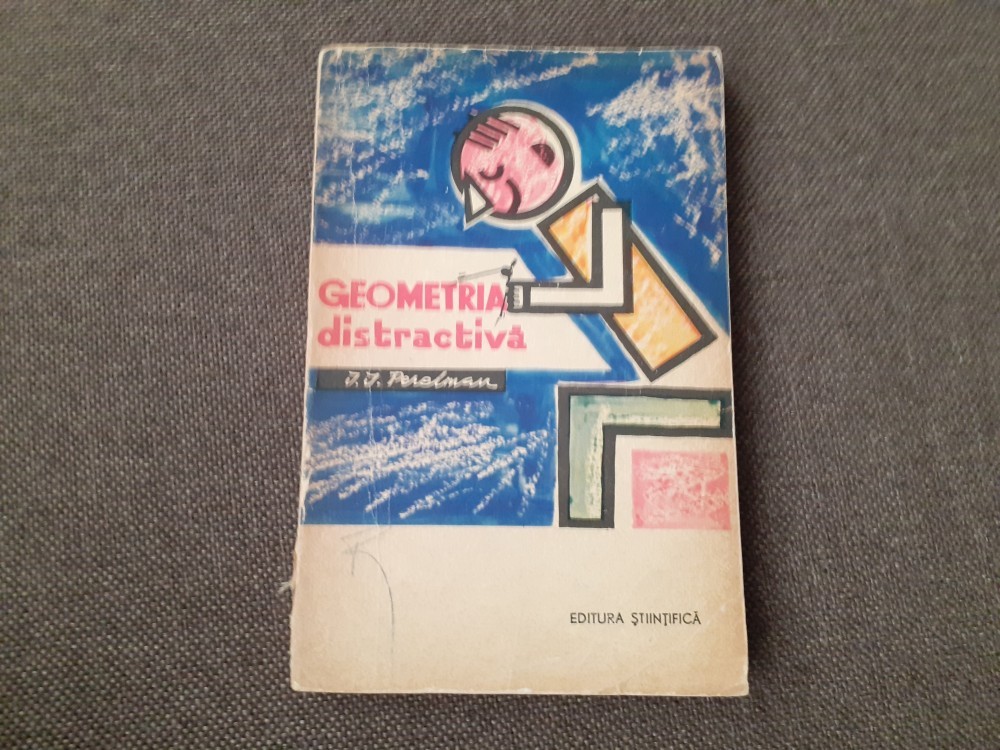 GEOMETRIA
distractivă
I. I. Perelman
EDITURA ȘTIINȚIFICĂ